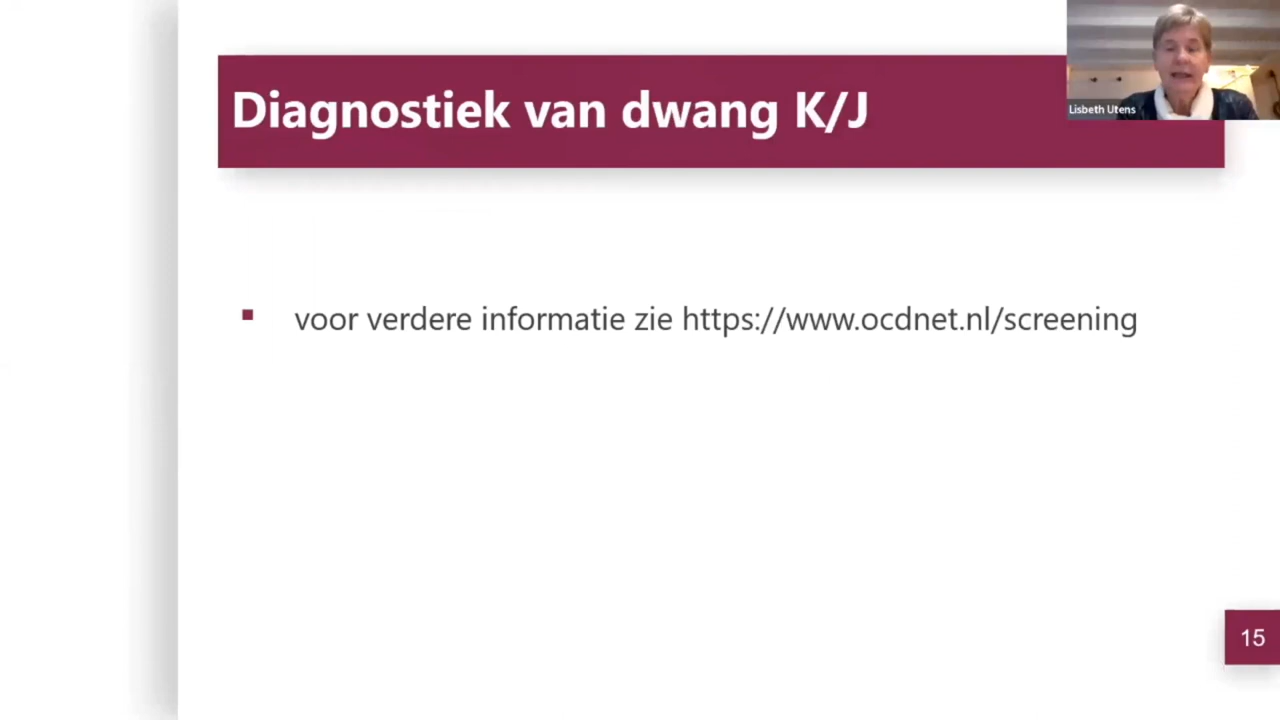 Diagnostiek van dwang K/J
Lisbeth Utens
▪ voor verdere informatie zie https://www.ocdnet.nl/screening
15